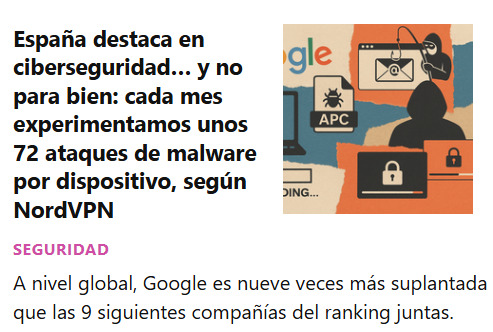 España destaca en
ciberseguridad... y no
para bien: cada mes
experimentamos unos
72 ataques de malware
por dispositivo, según
NordVPN
ogle
APC
DING...
SEGURIDAD
A nivel global, Google es nueve veces más suplantada
que las 9 siguientes compañías del ranking juntas.